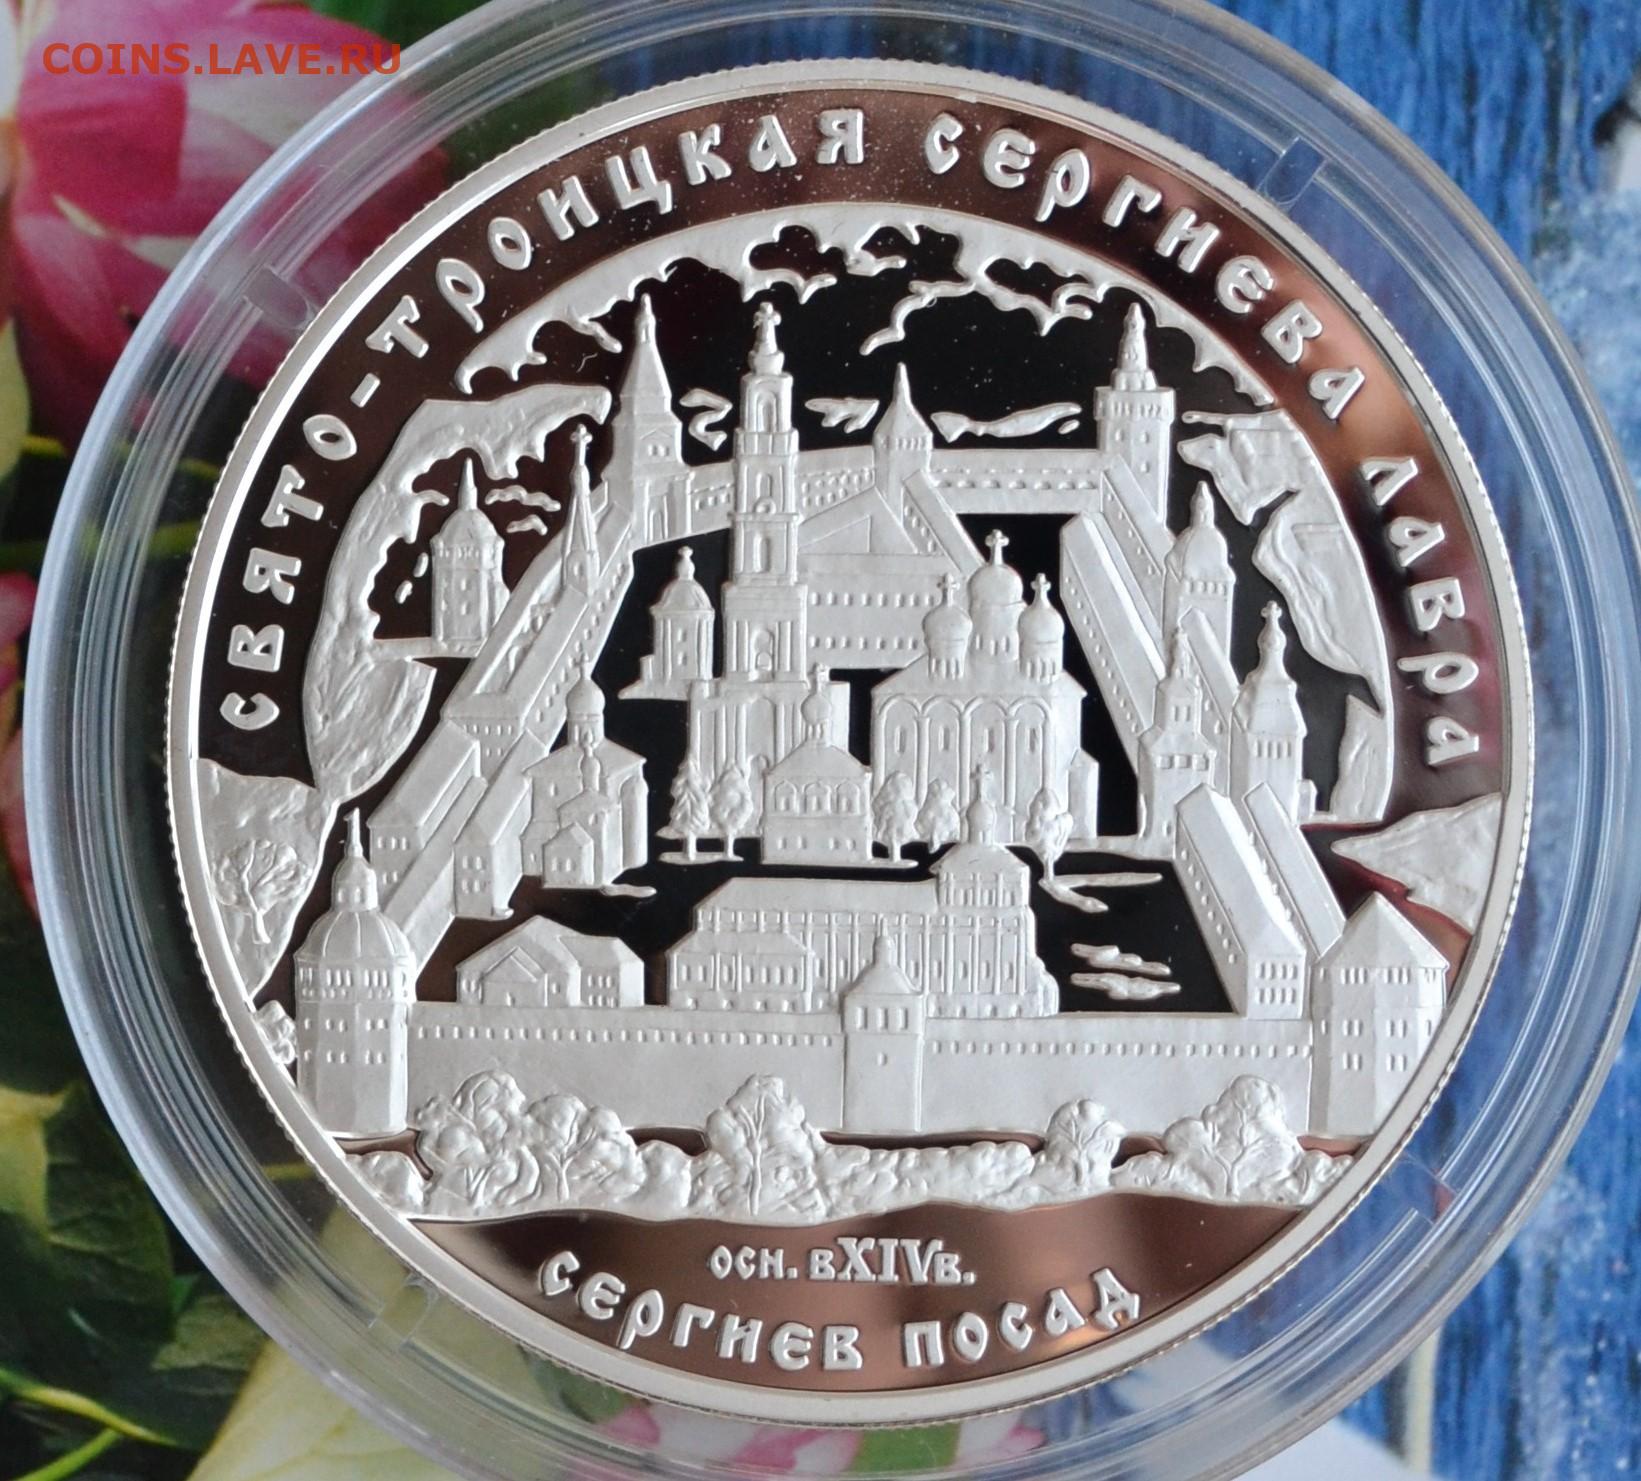 COINS.LAVE.RU
СВЯТО-ТРОИЦКАЯ СЕРГИЕВА ЛАВРА
ОСН. В XIV В.
СЕРГИЕВ ПОСАД